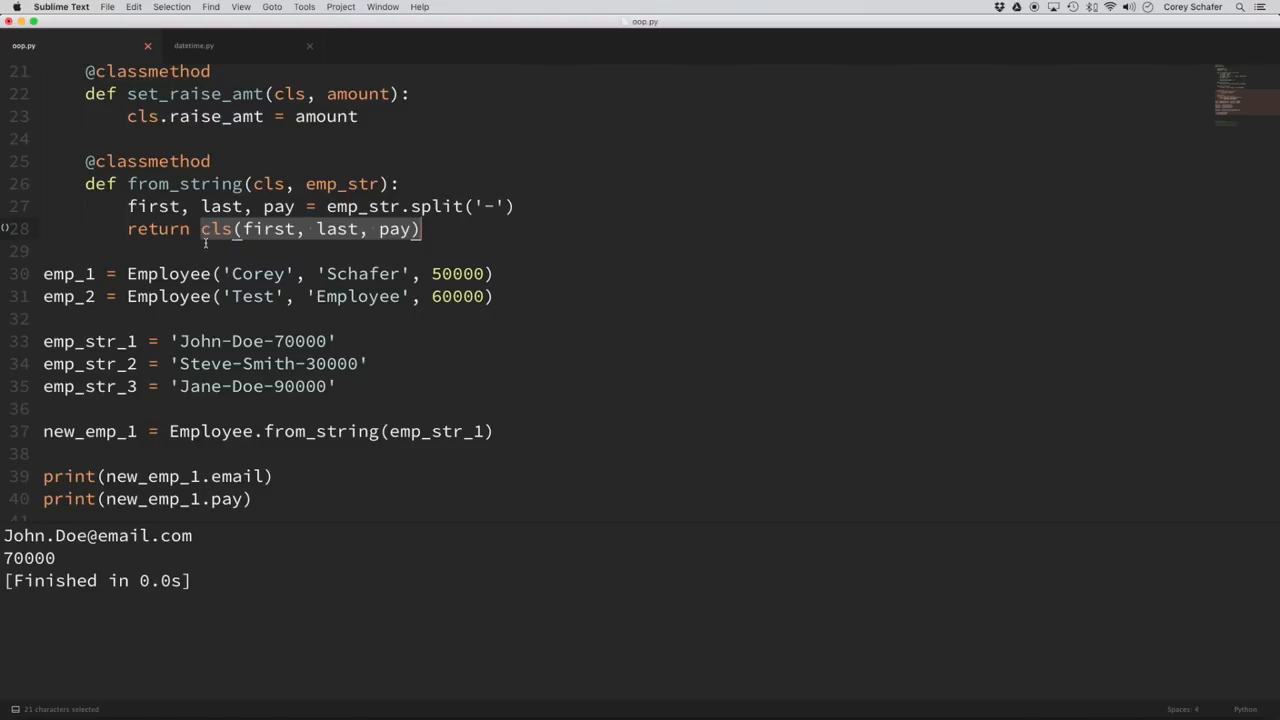 Sublime Text File Edit Selection Find View Goto Tools Project Window Help Corey Schafer
oop.py
oop.py datetime.py
21 @classmethod
22 def set_raise_amt(cls, amount):
23 cls.raise_amt = amount
24
25 @classmethod
26 def from_string(cls, emp_str):
27 first, last, pay = emp_str.split('-')
28 return cls(first, last, pay)
29
30 emp_1 = Employee('Corey', 'Schafer', 50000)
31 emp_2 = Employee('Test', 'Employee', 60000)
32
33 emp_str_1 = 'John-Doe-70000'
34 emp_str_2 = 'Steve-Smith-30000'
35 emp_str_3 = 'Jane-Doe-90000'
36
37 new_emp_1 = Employee.from_string(emp_str_1)
38
39 print(new_emp_1.email)
40 print(new_emp_1.pay)
41
John.Doe@email.com
70000
[Finished in 0.0s]
21 characters selected Spaces: 4 Python